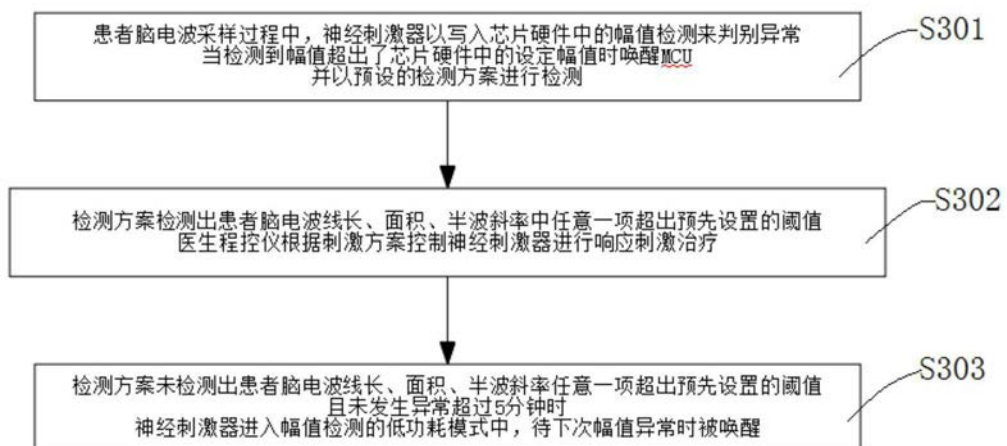 患者脑电波采样过程中，神经刺激器以写入芯片硬件中的幅值检测来判别异常
当检测到幅值超出了芯片硬件中的设定幅值时唤醒MCU
并以预设的检测方案进行检测
S301
检测方案检测出患者脑电波线长、面积、半波斜率中任意一项超出预先设置的阈值
医生程控仪根据刺激方案控制神经刺激器进行响应刺激治疗
S302
检测方案未检测出患者脑电波线长、面积、半波斜率任意一项超出预先设置的阈值
且未发生异常超过5分钟时
神经刺激器进入幅值检测的低功耗模式中，待下次幅值异常时被唤醒
S303